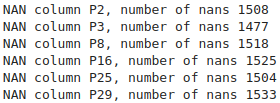 NAN column P2, number of nans 1508
NAN column P3, number of nans 1477
NAN column P8, number of nans 1518
NAN column P16, number of nans 1525
NAN column P25, number of nans 1504
NAN column P29, number of nans 1533